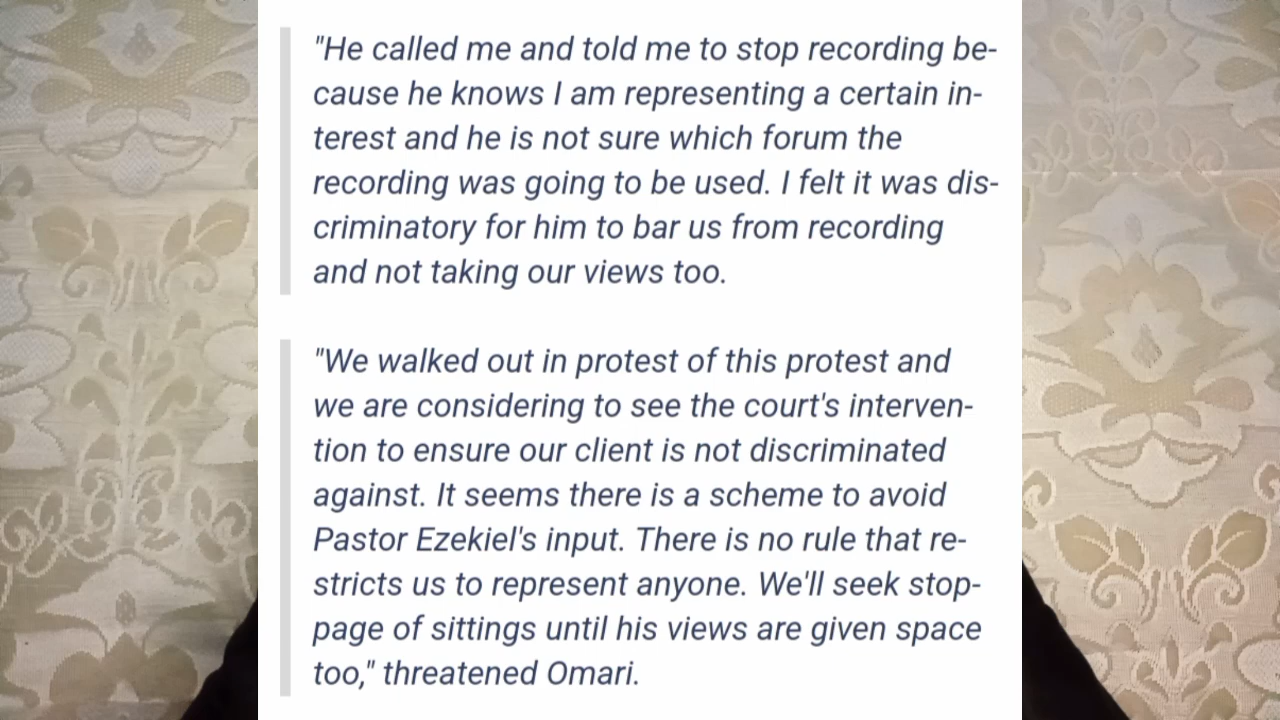 "He called me and told me to stop recording be-
cause he knows I am representing a certain in-
terest and he is not sure which forum the
recording was going to be used. I felt it was dis-
criminatory for him to bar us from recording
and not taking our views too.
"We walked out in protest of this protest and
we are considering to see the court's interven-
tion to ensure our client is not discriminated
against. It seems there is a scheme to avoid
Pastor Ezekiel's input. There is no rule that re-
stricts us to represent anyone. We'll seek stop-
page of sittings until his views are given space
too," threatened Omari.